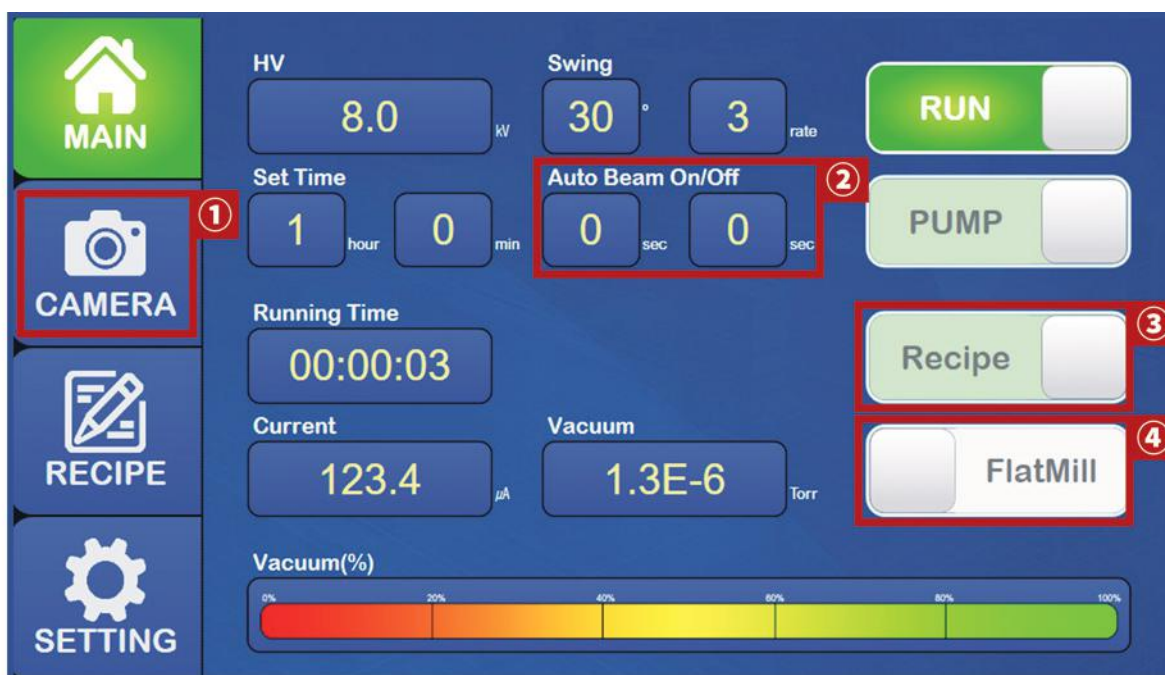 MAIN
CAMERA
RECIPE
SETTING
HV
8.0 kV
Swing
30 °
3 rate
RUN
Set Time
1 hour 0 min
Auto Beam On/Off
0 sec 0 sec
PUMP
Running Time
00:00:03
Recipe
Current
123.4 µA
Vacuum
1.3E-6 Torr
FlatMill
Vacuum(%)
0% 20% 40% 60% 80% 100%
①
②
③
④